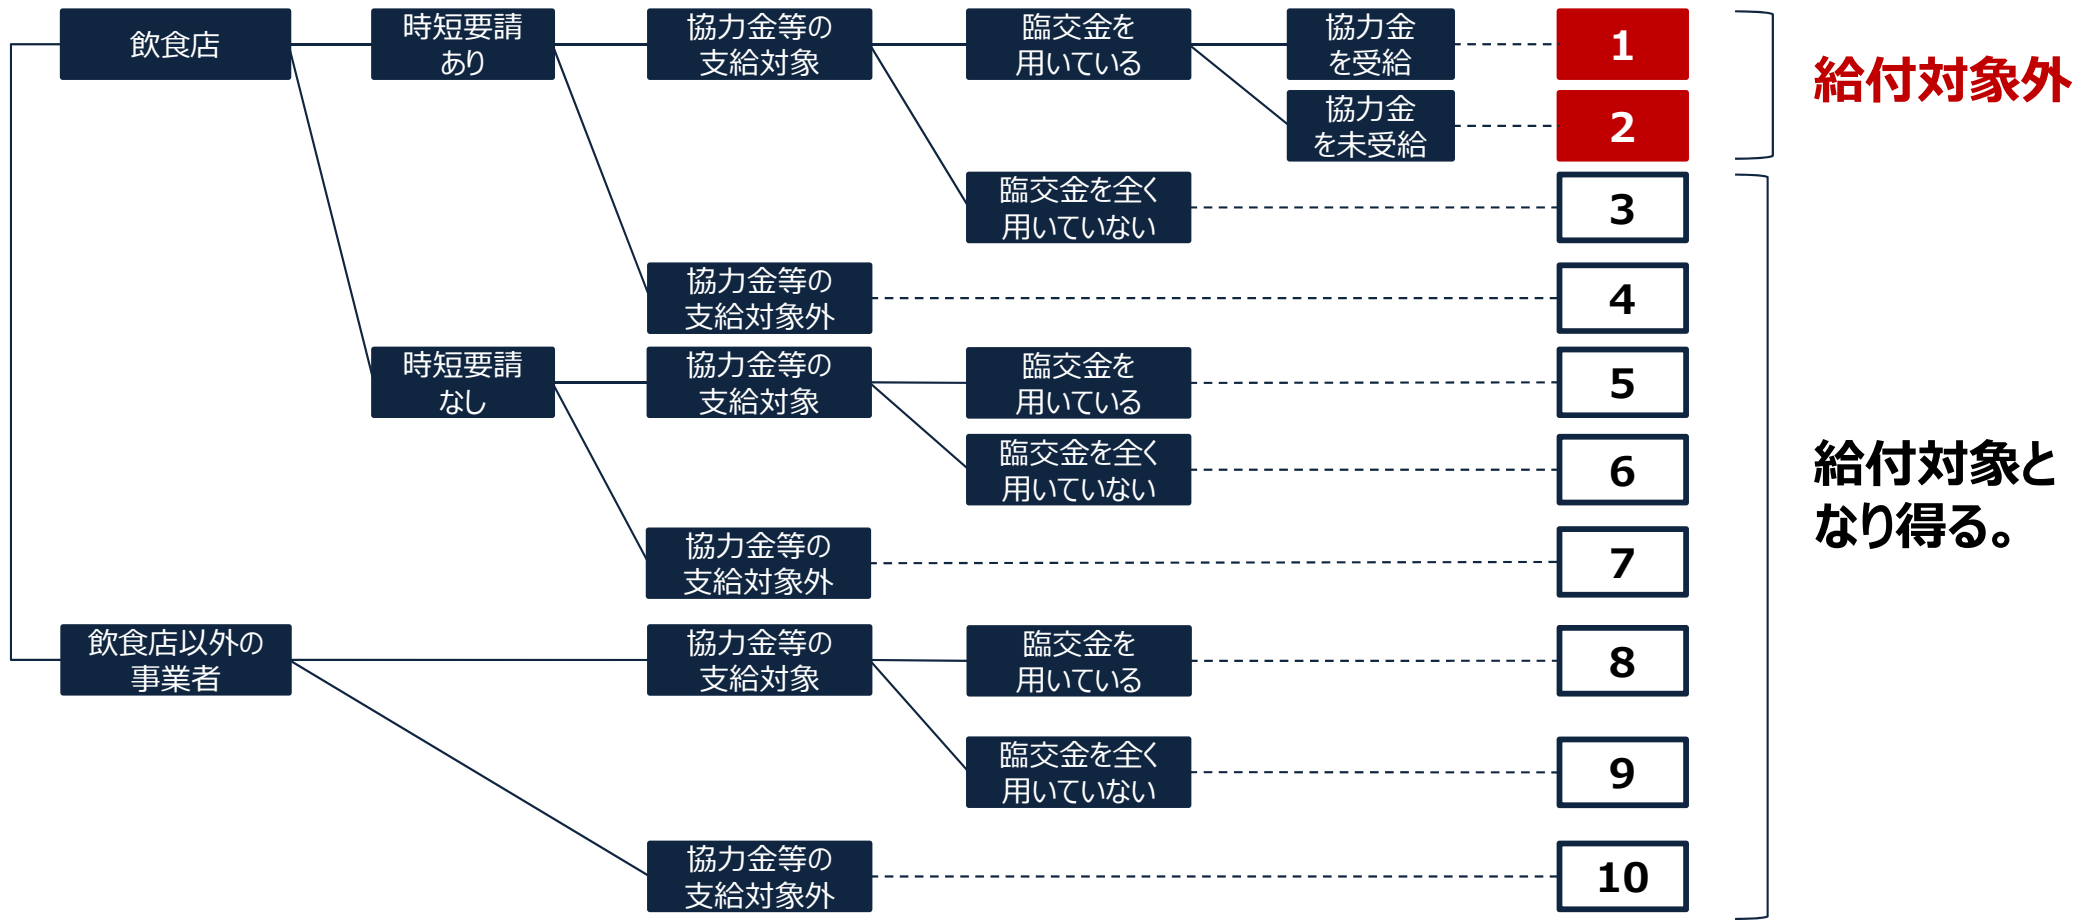 飲食店
時短要請
あり
協力金等の
支給対象
臨交金を
用いている
協力金
を受給
1
協力金
を未受給
2
給付対象外
臨交金を全く
用いていない
3
協力金等の
支給対象外
4
時短要請
なし
協力金等の
支給対象
臨交金を
用いている
5
臨交金を全く
用いていない
6
給付対象と
なり得る。
協力金等の
支給対象外
7
飲食店以外の
事業者
協力金等の
支給対象
臨交金を
用いている
8
臨交金を全く
用いていない
9
協力金等の
支給対象外
10